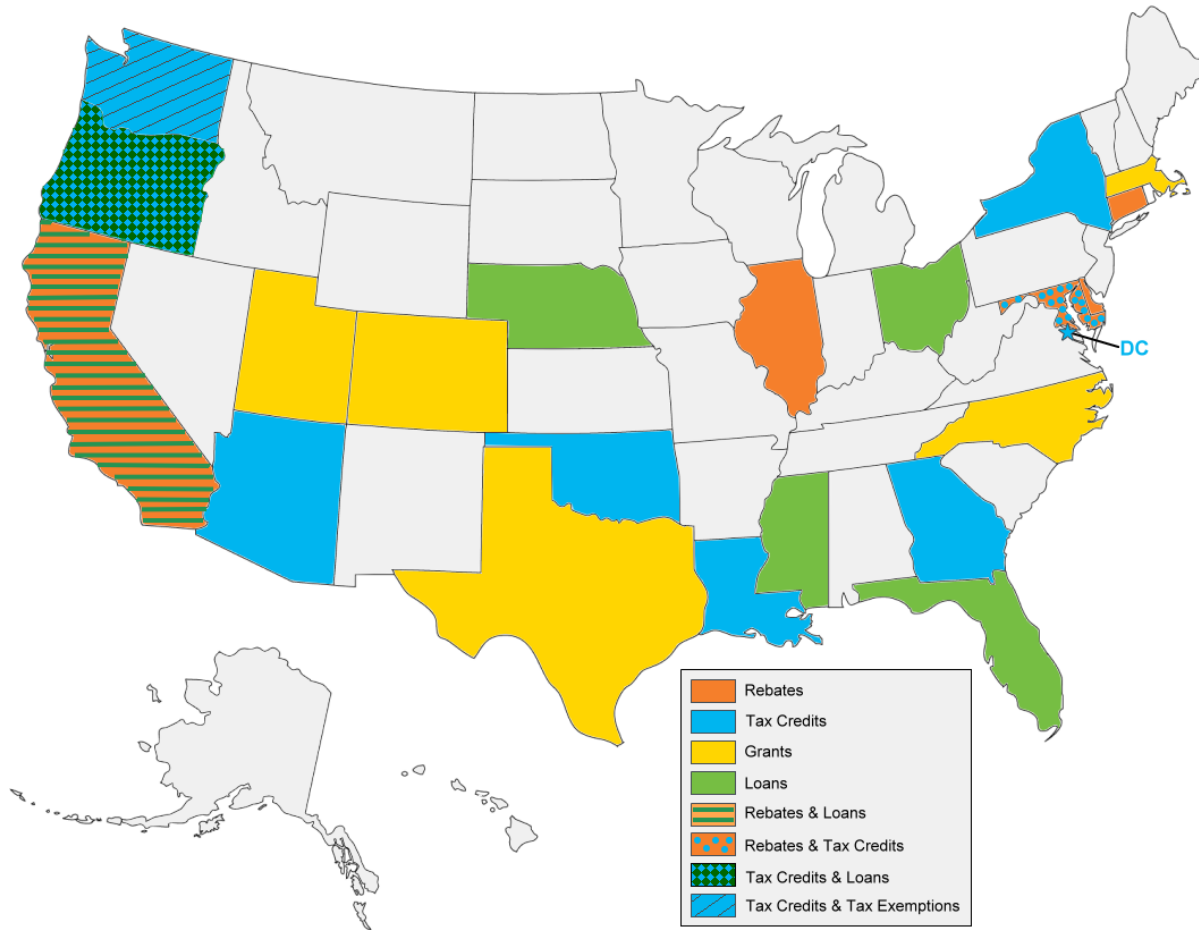 DC
Rebates
Tax Credits
Grants
Loans
Rebates & Loans
Rebates & Tax Credits
Tax Credits & Loans
Tax Credits & Tax Exemptions